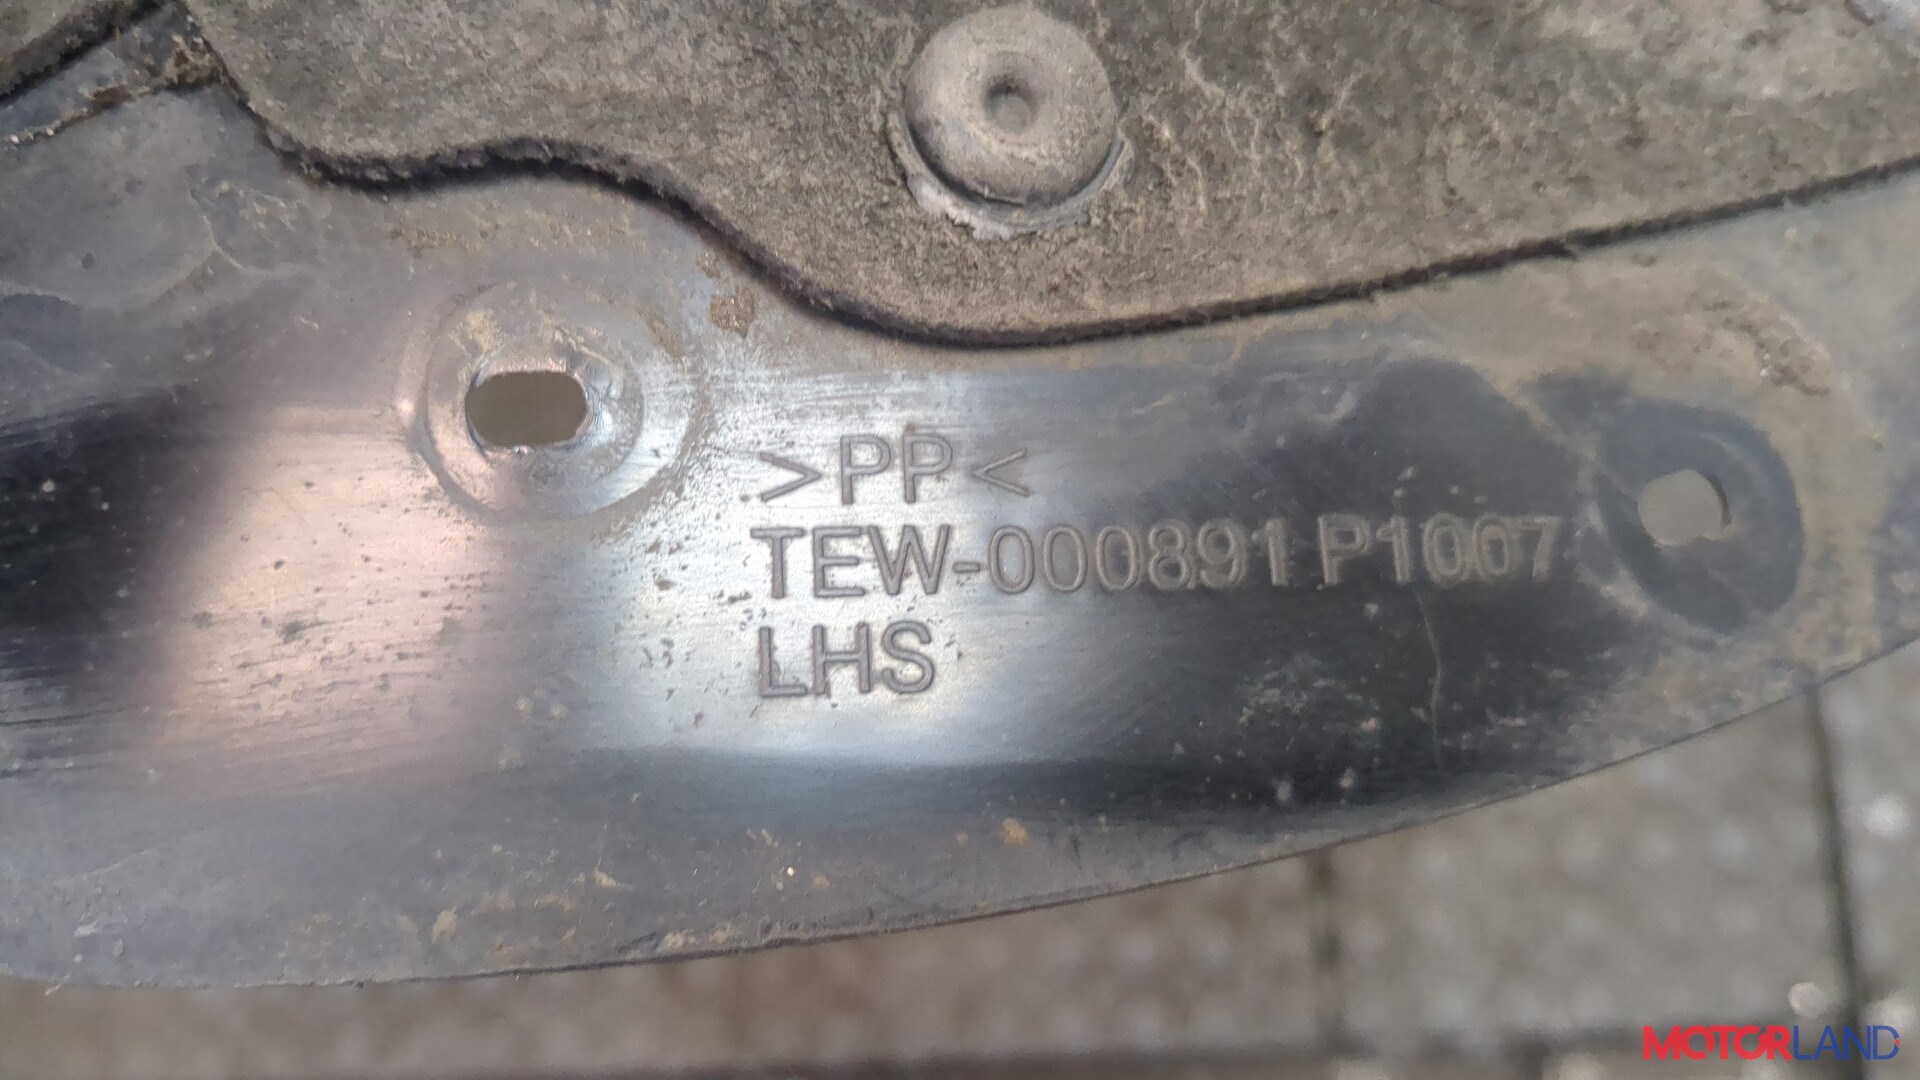 >PP<
TEW-000891 P1007
LHS
MOTORLAND